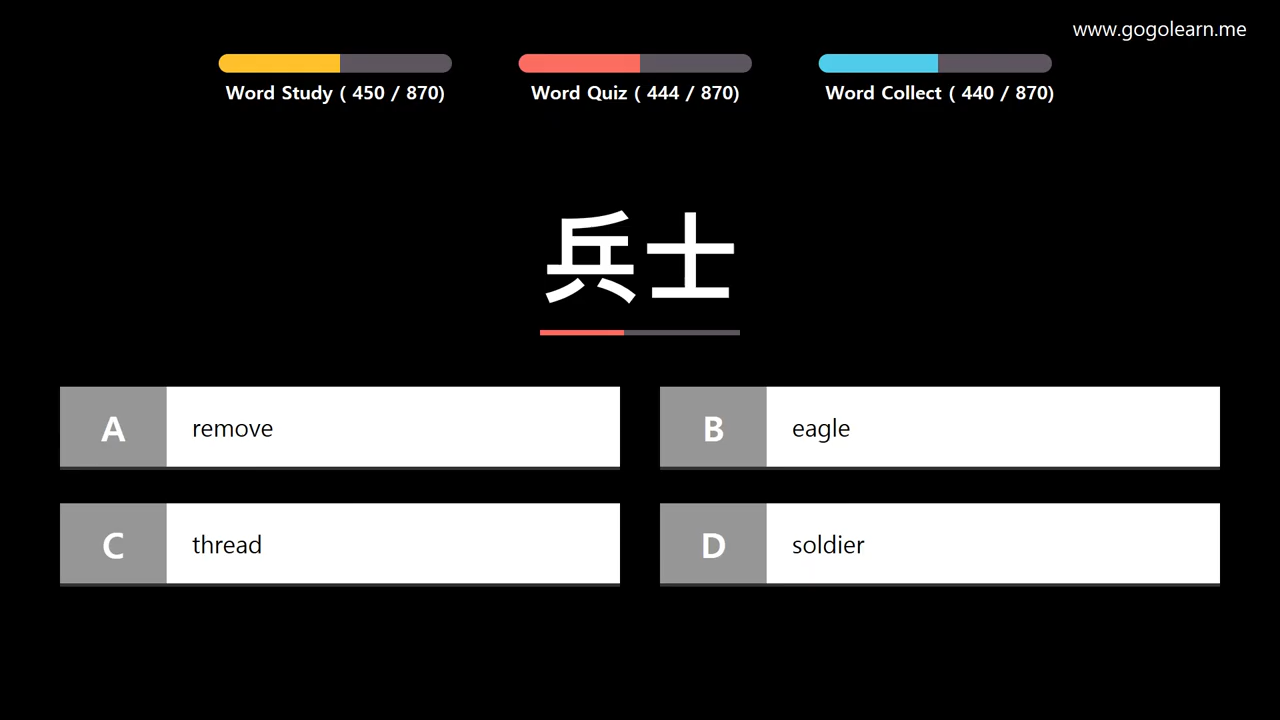 www.gogolearn.me
Word Study ( 450 / 870)
Word Quiz ( 444 / 870)
Word Collect ( 440 / 870)
兵士
A remove
B eagle
C thread
D soldier